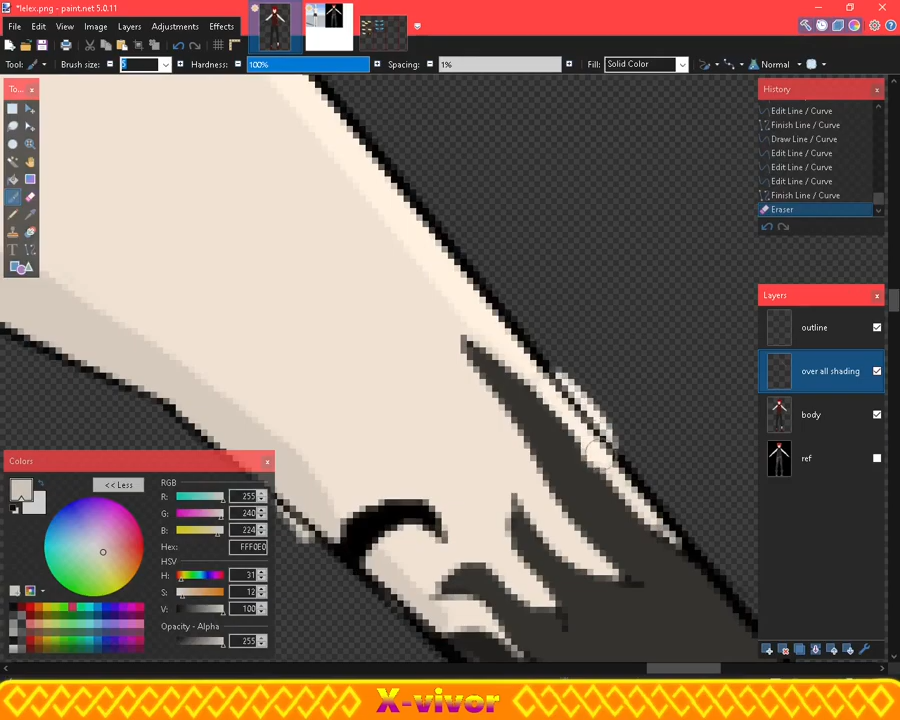 *lelex.png - paint.net 5.0.11
File Edit View Image Layers Adjustments Effects
Tool: Brush size: Hardness: 100% Spacing: 1% Fill: Solid Color Normal
To...
History
Edit Line / Curve
Finish Line / Curve
Draw Line / Curve
Edit Line / Curve
Edit Line / Curve
Edit Line / Curve
Finish Line / Curve
Eraser
Layers
outline
over all shading
body
ref
Colors
<< Less
RGB
R: 255
G: 240
B: 224
Hex: FFF0E0
HSV
H: 31
S: 12
V: 100
Opacity - Alpha
255
X-vivor